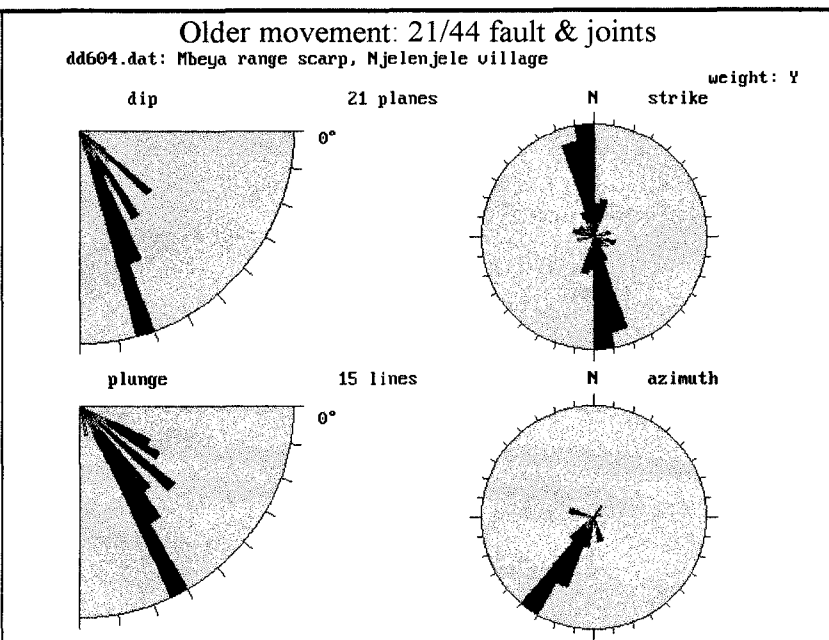 Older movement: 21/44 fault & joints
dd604.dat: Mbeya range scarp, Njelenjele village
weight: Y
dip 21 planes N strike
0°
plunge 15 lines N azimuth
0°